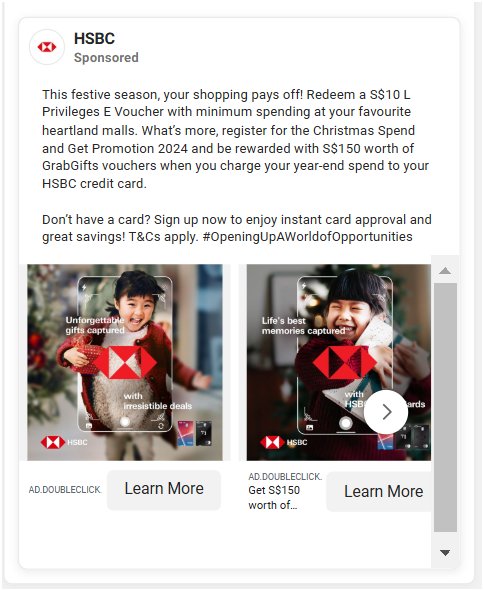 HSBC
Sponsored
This festive season, your shopping pays off! Redeem a S$10 L
Privileges E Voucher with minimum spending at your favourite
heartland malls. What's more, register for the Christmas Spend
and Get Promotion 2024 and be rewarded with S$150 worth of
GrabGifts vouchers when you charge your year-end spend to your
HSBC credit card.
Don't have a card? Sign up now to enjoy instant card approval and
great savings! T&Cs apply. #OpeningUpAWorldofOpportunities
Unforgettable
gifts captured
with
irresistible deals
HSBC
AD.DOUBLECLICK.
Learn More
Life's best
memories captured
with
HSB
ards
HSBC
AD.DOUBLECLICK.
Get S$150
worth of…
Learn More